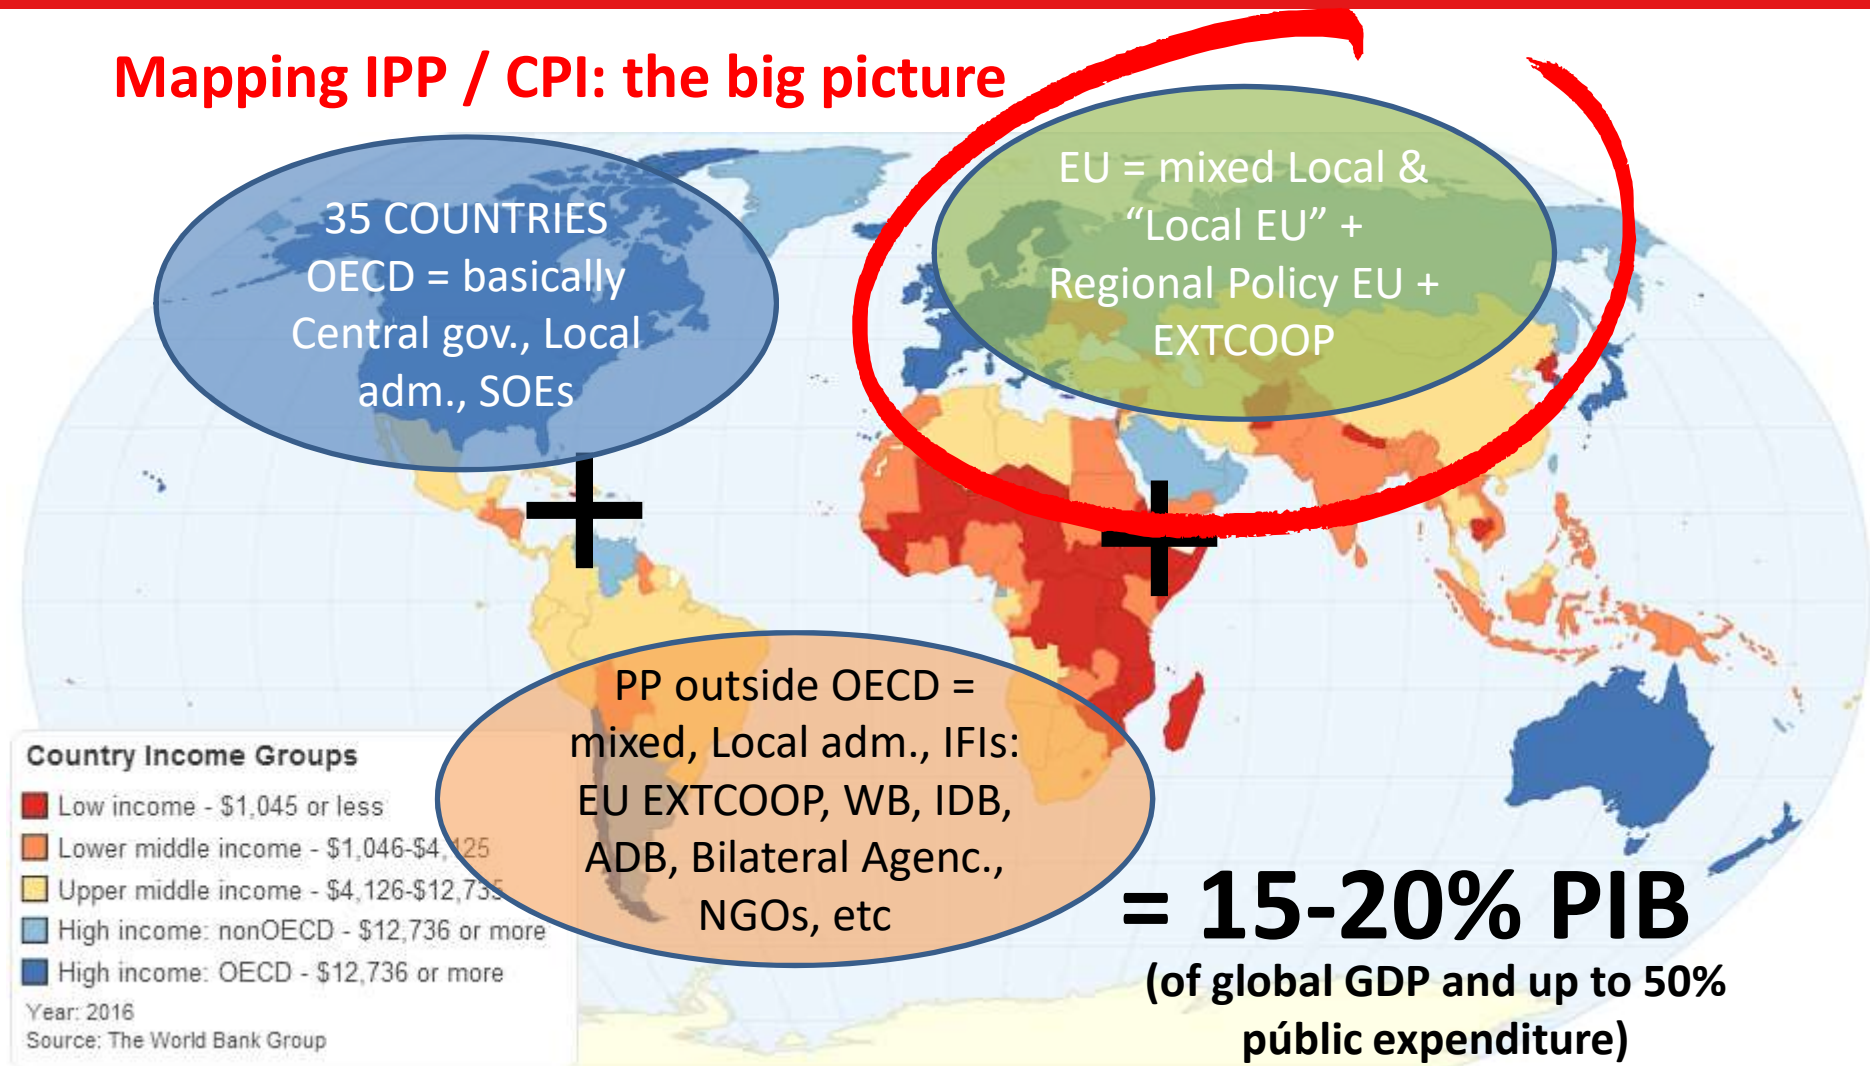 Mapping IPP / CPI: the big picture
35 COUNTRIES
OECD = basically
Central gov., Local
adm., SOEs
EU = mixed Local &
“Local EU” +
Regional Policy EU +
EXTCOOP
+
+
PP outside OECD =
mixed, Local adm., IFIs:
EU EXTCOOP, WB, IDB,
ADB, Bilateral Agenc.,
NGOs, etc
Country Income Groups
Low income - $1,045 or less
Lower middle income - $1,046-$4,125
Upper middle income - $4,126-$12,735
High income: nonOECD - $12,736 or more
High income: OECD - $12,736 or more
Year: 2016
Source: The World Bank Group
= 15-20% PIB
(of global GDP and up to 50%
público expenditure)